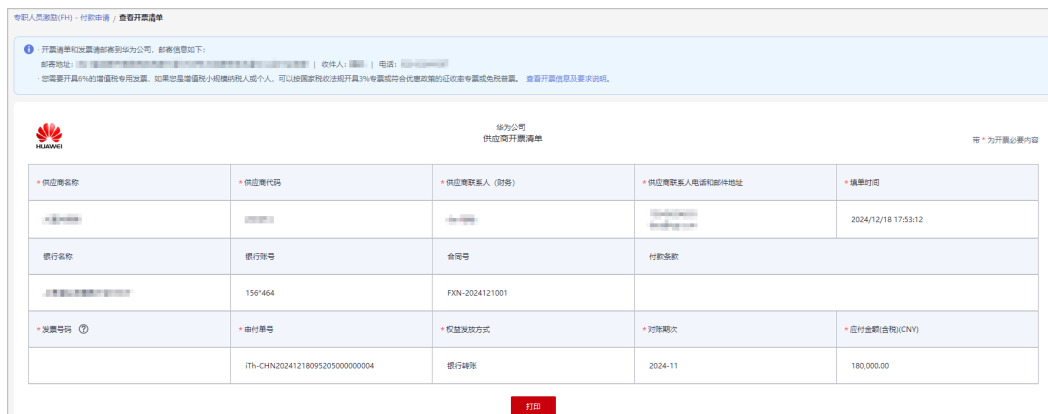 专职人员激励(FH) - 付款申请 / 查看开票清单
· 开票清单和发票请邮寄到华为公司，邮寄信息如下：
邮寄地址： | 收件人： | 电话：
· 您需要开具6%的增值税专用发票，如果您是增值税小规模纳税人或个人，可以按国家税收法规开具3%专票或符合优惠政策的征收率专票或免税普票。 查看开票信息及要求说明。
HUAWEI
华为公司
供应商开票清单
带 * 为开票必要内容
* 供应商名称 * 供应商代码 * 供应商联系人（财务） * 供应商联系人电话和邮件地址 * 填单时间
2024/12/18 17:53:12
银行名称 银行账号 合同号 付款条款
156*464 FXN-2024121001
* 发票号码 ? * 申付单号 * 权益发放方式 * 对账期次 * 应付金额(含税)(CNY)
iTh-CHN20241218095205000000004 银行转账 2024-11 180,000.00
打印